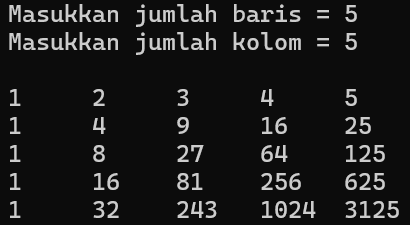 Masukkan jumlah baris = 5
Masukkan jumlah kolom = 5
1 2 3 4 5
1 4 9 16 25
1 8 27 64 125
1 16 81 256 625
1 32 243 1024 3125